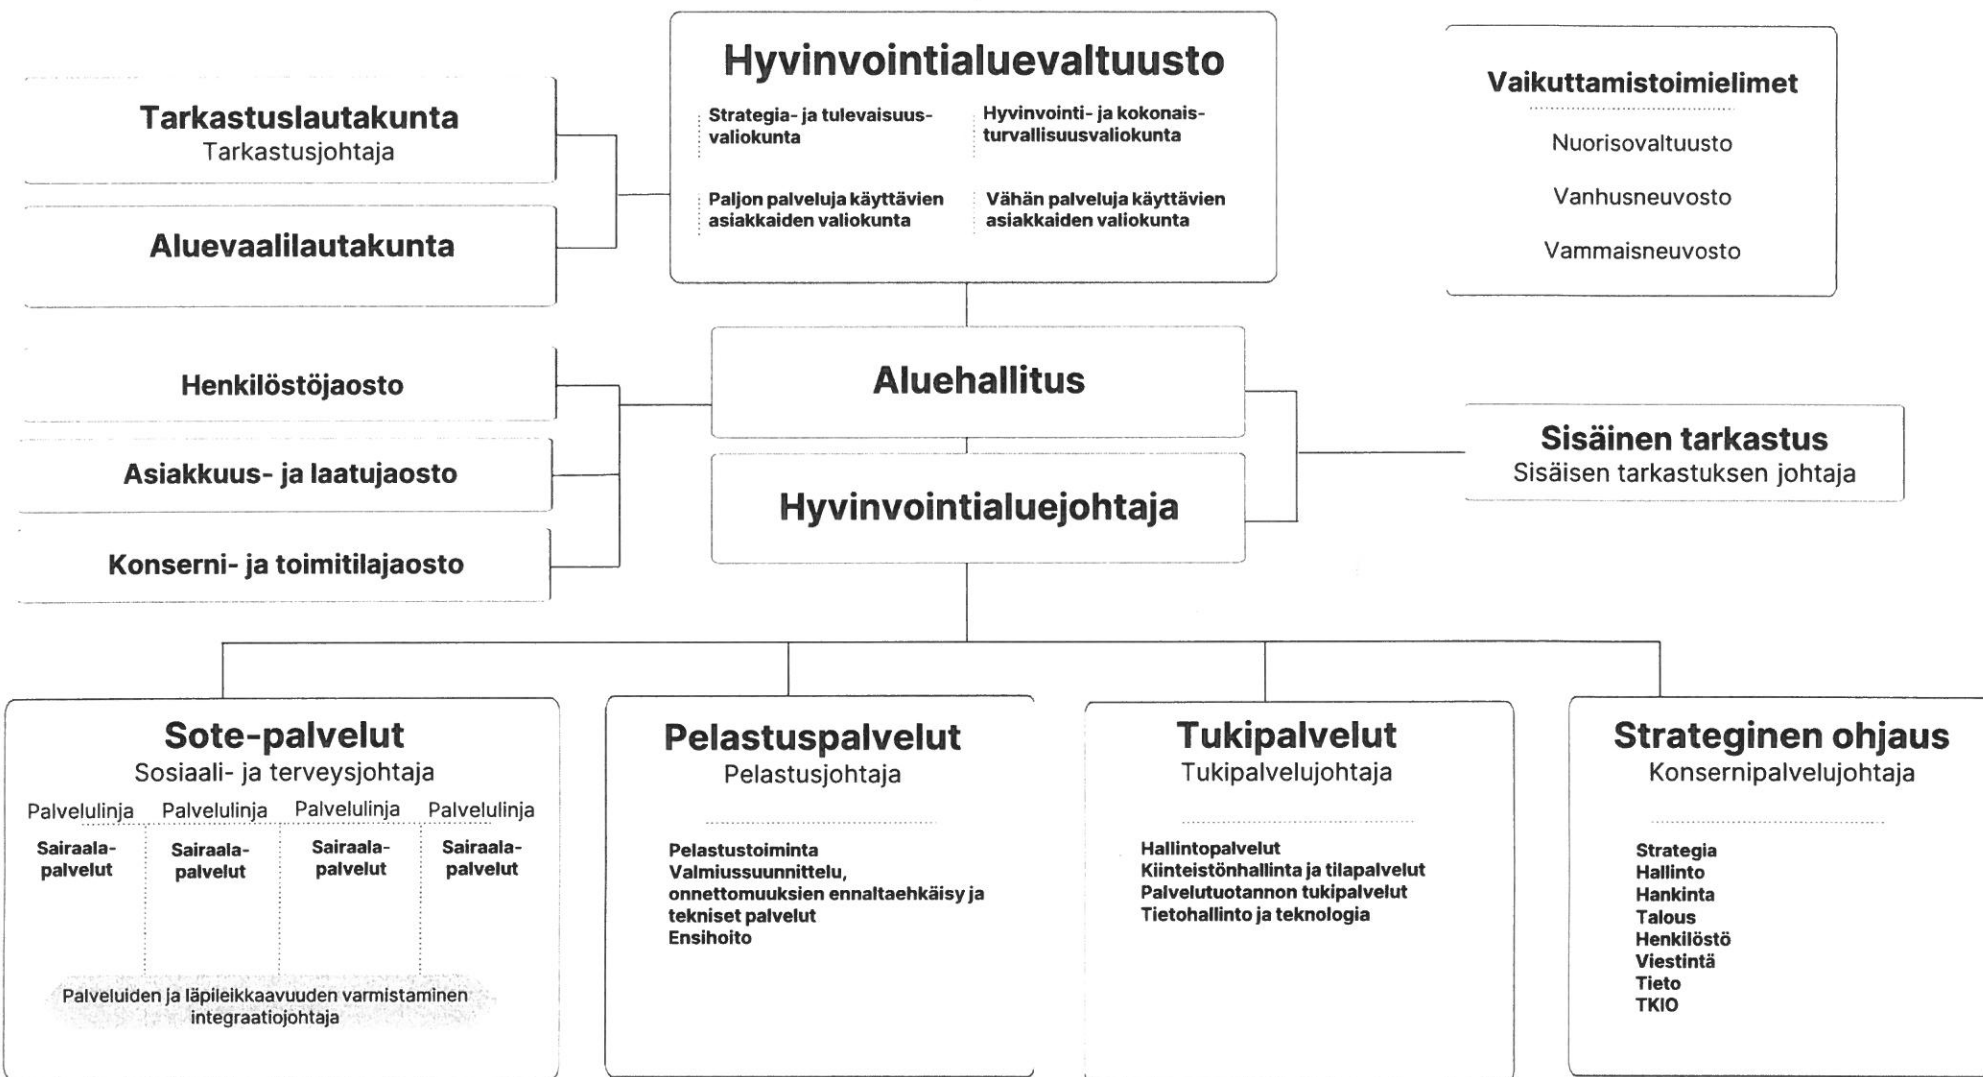 Hyvinvointialuevaltuusto
Strategia- ja tulevaisuus-
valiokunta
Hyvinvointi- ja kokonais-
turvallisuusvaliokunta
Paljon palveluja käyttävien
asiakkaiden valiokunta
Vähän palveluja käyttävien
asiakkaiden valiokunta
Tarkastuslautakunta
Tarkastusjohtaja
Aluevaalilautakunta
Vaikuttamistoimielimet
Nuorisovaltuusto
Vanhusneuvosto
Vammaisneuvosto
Henkilöstöjaosto
Asiakkuus- ja laatujaosto
Konserni- ja toimitilajaosto
Aluehallitus
Hyvinvointialuejohtaja
Sisäinen tarkastus
Sisäisen tarkastuksen johtaja
Sote-palvelut
Sosiaali- ja terveysjohtaja
Palvelulinja Palvelulinja Palvelulinja Palvelulinja
Sairaala-
palvelut
Sairaala-
palvelut
Sairaala-
palvelut
Sairaala-
palvelut
Palveluiden ja läpileikkaavuuden varmistaminen
integraatiojohtaja
Pelastuspalvelut
Pelastusjohtaja
Pelastustoiminta
Valmiussuunnittelu,
onnettomuuksien ennaltaehkäisy ja
tekniset palvelut
Ensihoito
Tukipalvelut
Tukipalvelujohtaja
Hallintopalvelut
Kiinteistönhallinta ja tilapalvelut
Palvelutuotannon tukipalvelut
Tietohallinto ja teknologia
Strateginen ohjaus
Konsernipalvelujohtaja
Strategia
Hallinto
Hankinta
Talous
Henkilöstö
Viestintä
Tieto
TKIO